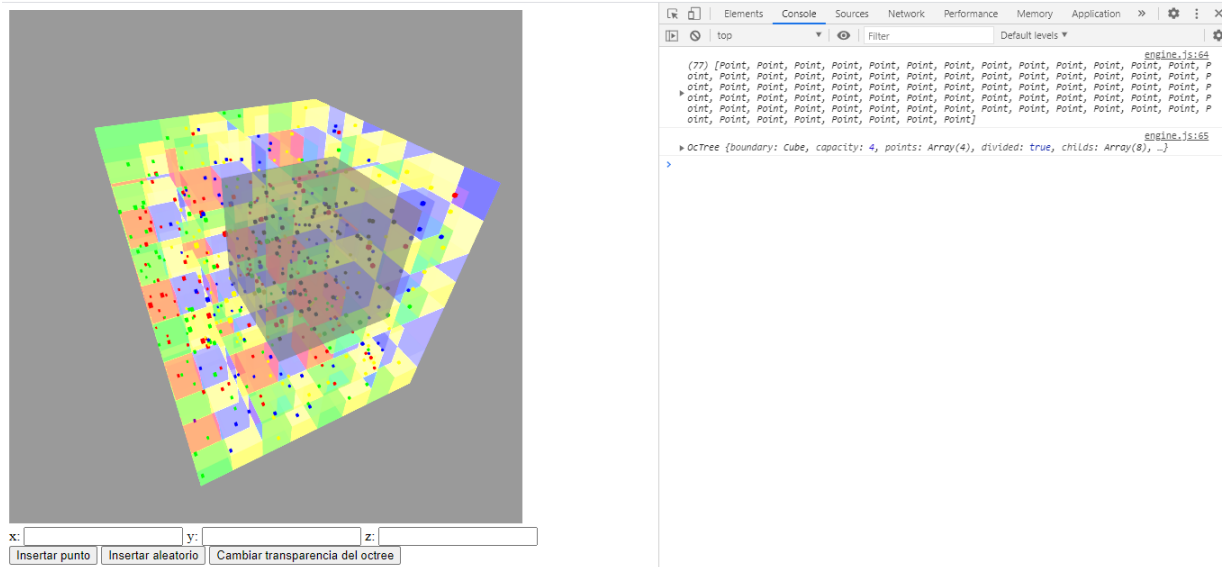 Elements Console Sources Network Performance Memory Application »
top Filter Default levels
engine.js:64
(77) [Point, Point, Point, Point, Point, Point, Point, Point, Point, Point, Point, Point, Point, P
oint, Point, Point, Point, Point, Point, Point, Point, Point, Point, Point, Point, Point, Point, P
oint, Point, Point, Point, Point, Point, Point, Point, Point, Point, Point, Point, Point, Point, P
oint, Point, Point, Point, Point, Point, Point, Point, Point, Point, Point, Point, Point, Point, P
oint, Point, Point, Point, Point, Point, Point, Point, Point, Point, Point, Point, Point, Point, P
oint, Point, Point, Point, Point, Point, Point, Point]
engine.js:65
OcTree {boundary: Cube, capacity: 4, points: Array(4), divided: true, childs: Array(8), …}
x: y: z:
Insertar punto Insertar aleatorio Cambiar transparencia del octree